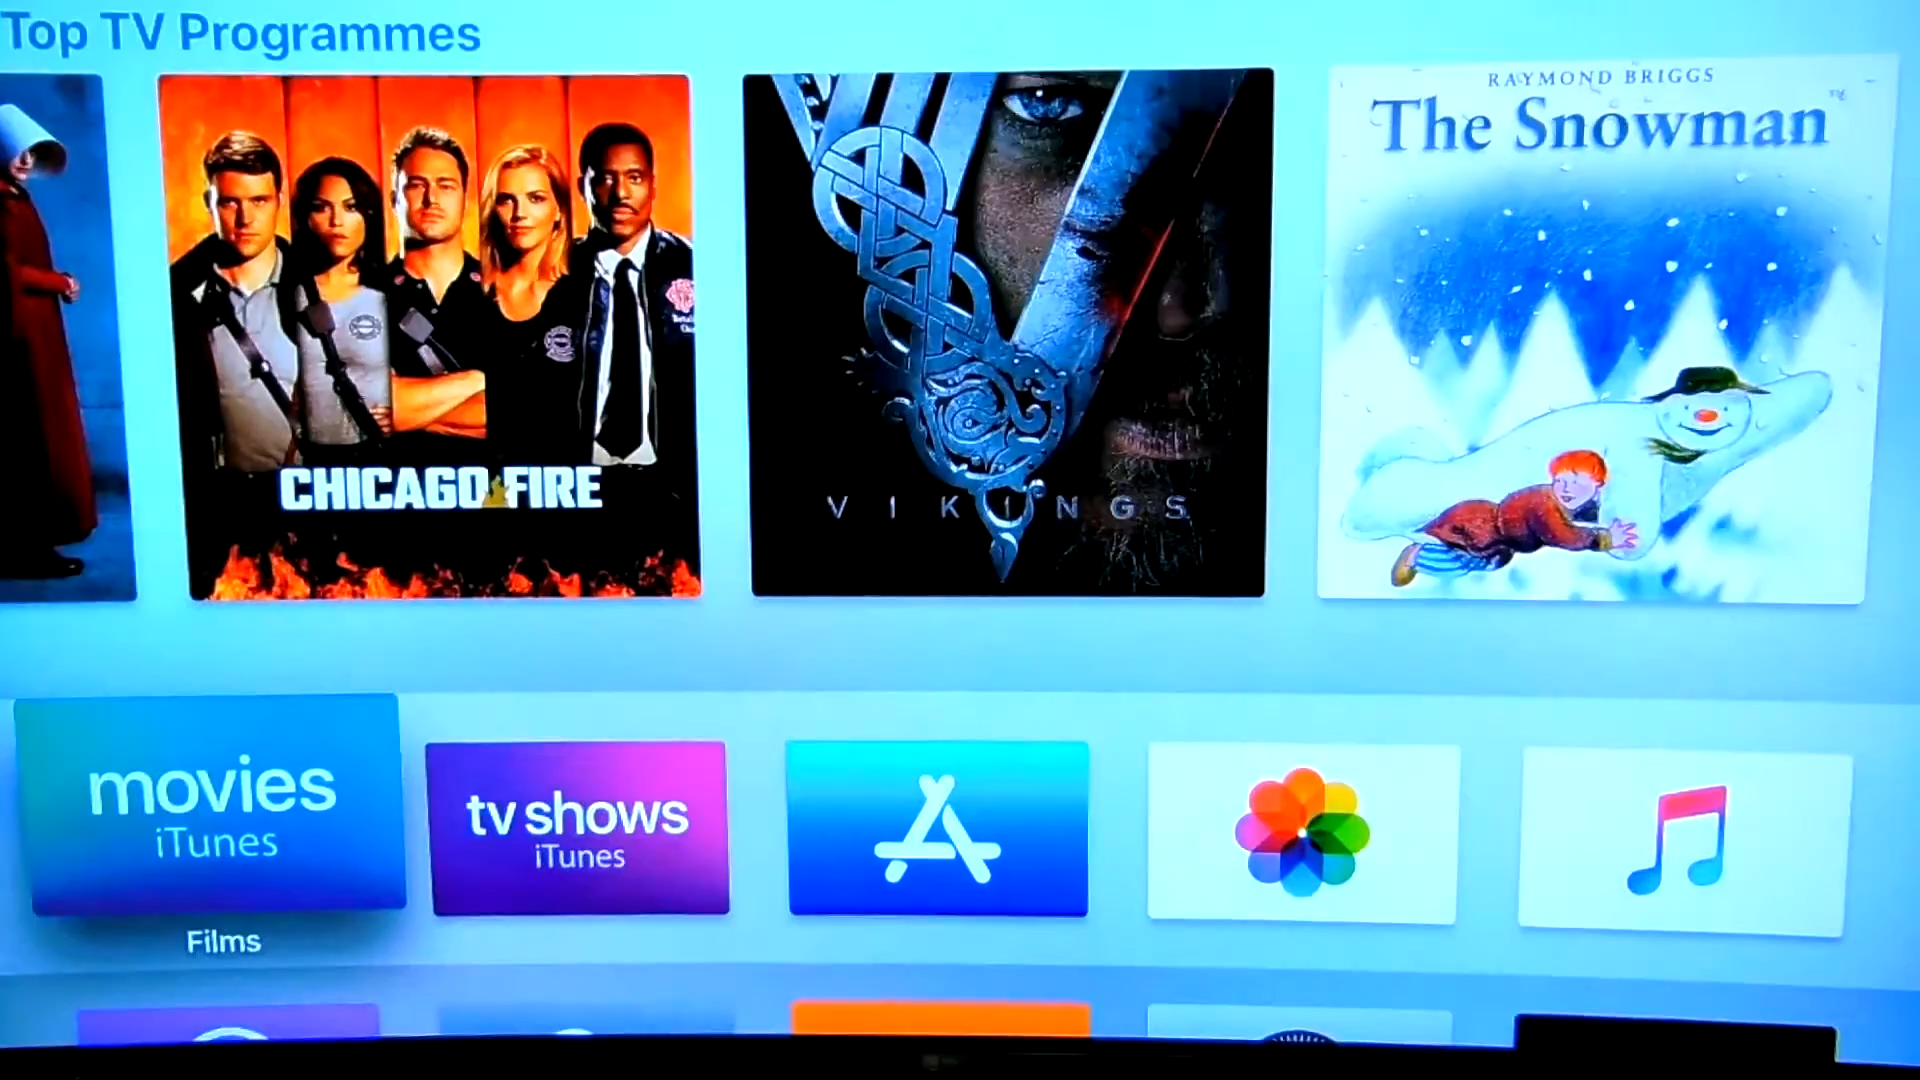 Top TV Programmes
CHICAGO FIRE
VIKINGS
RAYMOND BRIGGS
The Snowman
movies
iTunes
Films
tv shows
iTunes